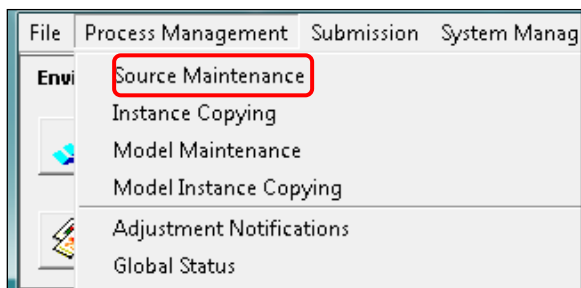 File Process Management Submission System Manag
Envi
Source Maintenance
Instance Copying
Model Maintenance
Model Instance Copying
Adjustment Notifications
Global Status